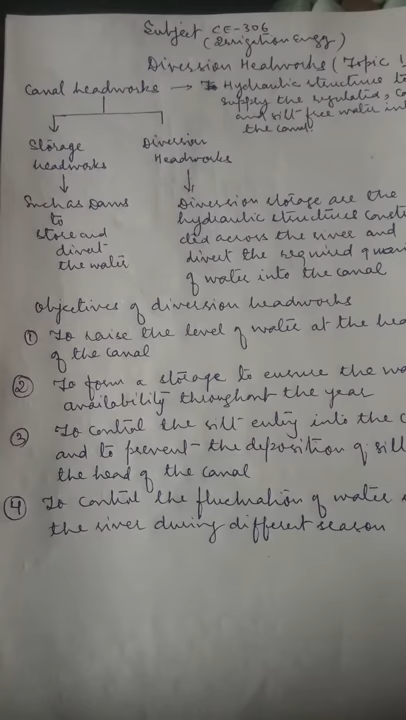 Subject CE-306
(Irrigation Engg)
Diversion Headworks (Topic 1
Canal headworks → Hydraulic structure to
supply the regulated,
and silt free water int
the canal
Storage headworks
Diversion Headworks
Such as Dams to store and divert the water
Diversion storage are the
hydraulic structures constru
cted across the river and
divert the required
of water into the canal
Objectives of diversion headworks
① To raise the level of water at the hea
of the canal
② To form a storage to ensure the wa
availability throughout the year
③ To control the silt entry into the c
and to prevent the deposition of sil
the head of the canal
④ To control the fluctuation of water
the river during different season